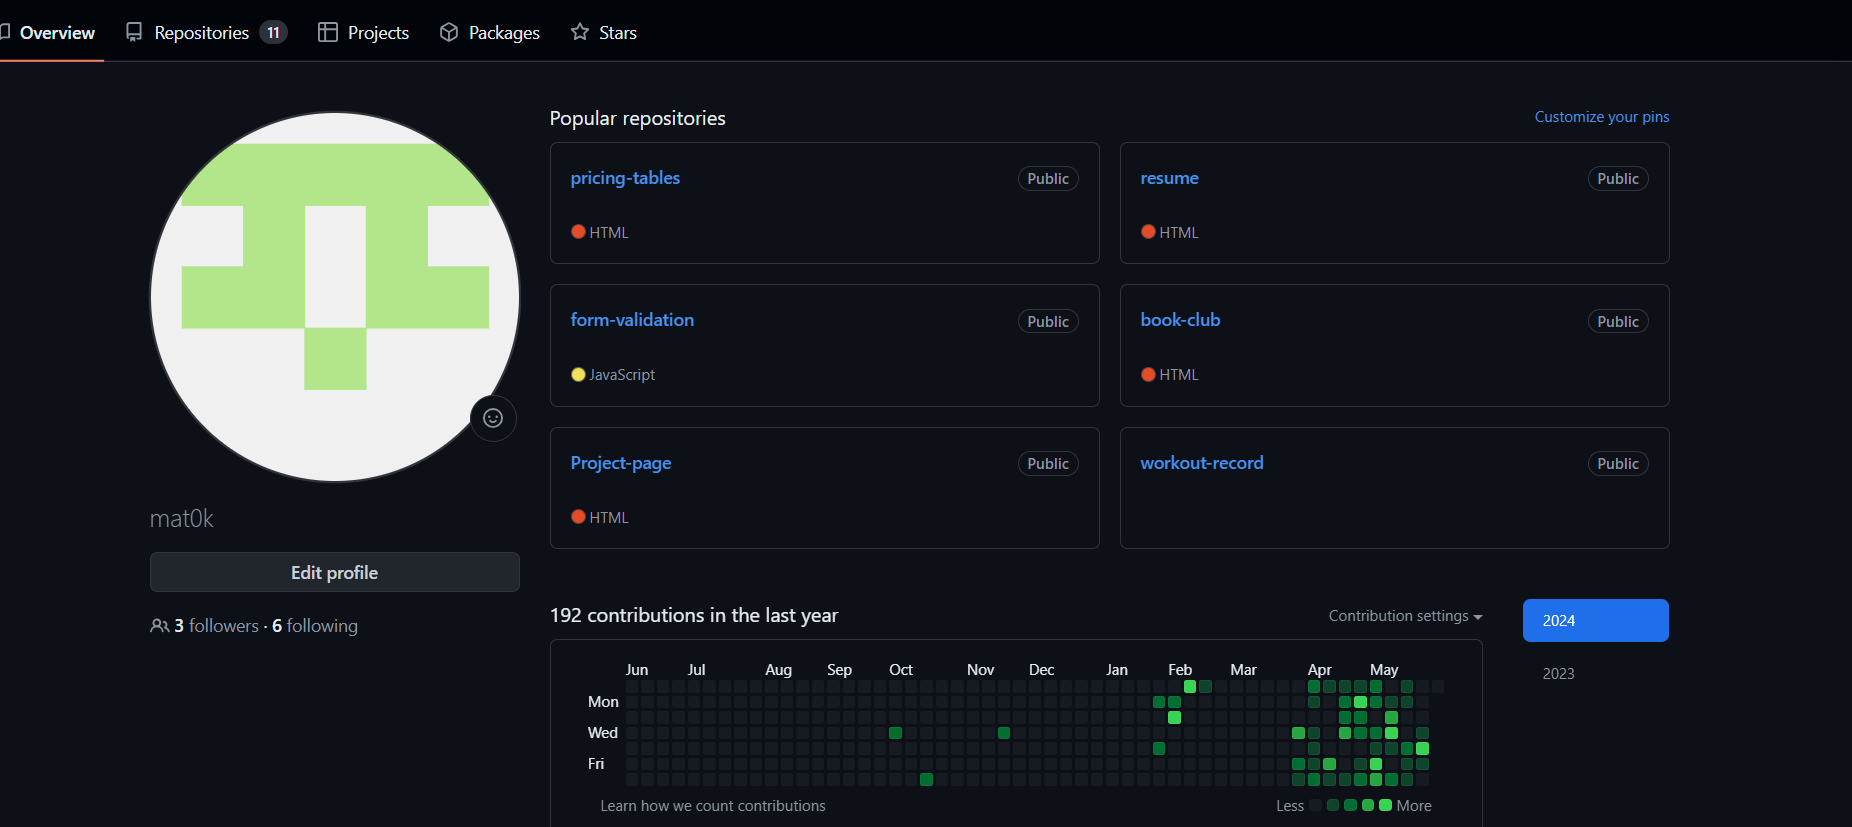 Overview Repositories 11 Projects Packages Stars
Popular repositories
Customize your pins
pricing-tables Public
HTML
resume Public
HTML
form-validation Public
JavaScript
book-club Public
HTML
Project-page Public
HTML
workout-record Public
mat0k
Edit profile
3 followers · 6 following
192 contributions in the last year
Contribution settings
2024
2023
Jun Jul Aug Sep Oct Nov Dec Jan Feb Mar Apr May
Mon
Wed
Fri
Learn how we count contributions
Less More